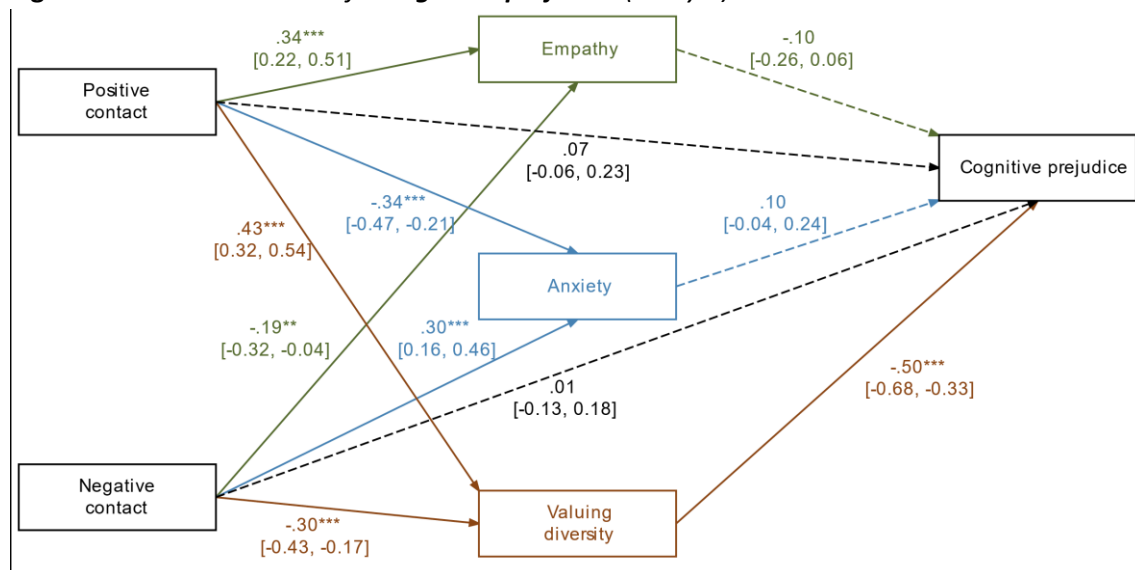 .34***
[0.22, 0.51]
Empathy
-.10
[-0.26, 0.06]
Positive
contact
.07
[-0.06, 0.23]
Cognitive prejudice
-.34***
[-0.47, -0.21]
.43***
[0.32, 0.54]
.10
[-0.04, 0.24]
Anxiety
-.19**
[-0.32, -0.04]
.30***
[0.16, 0.46]
-.50***
[-0.68, -0.33]
.01
[-0.13, 0.18]
Negative
contact
Valuing
diversity
-.30***
[-0.43, -0.17]